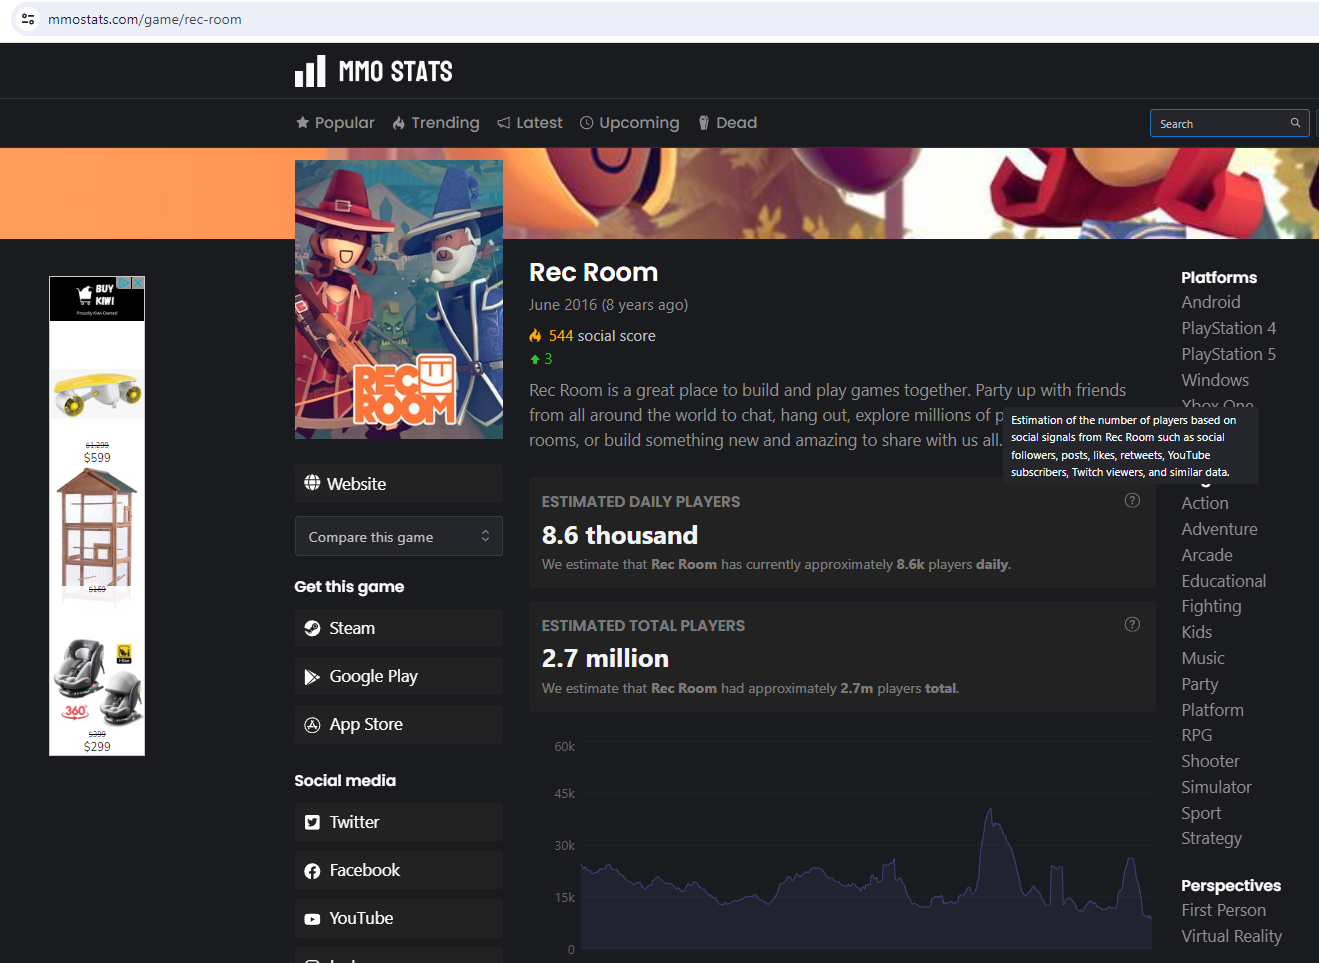 mmostats.com/game/rec-room
MMO STATS
Popular
Trending
Latest
Upcoming
Dead
Search
BUY
KIWI
Proudly Kiwi-Owned!
$1,299
$599
$169
360°
$399
$299
REC
ROOM
Website
Compare this game
Get this game
Steam
Google Play
App Store
Social media
Twitter
Facebook
YouTube
Rec Room
June 2016 (8 years ago)
544 social score
3
Rec Room is a great place to build and play games together. Party up with friends
from all around the world to chat, hang out, explore millions of p
rooms, or build something new and amazing to share with us all.
Estimation of the number of players based on
social signals from Rec Room such as social
followers, posts, likes, retweets, YouTube
subscribers, Twitch viewers, and similar data.
ESTIMATED DAILY PLAYERS
8.6 thousand
We estimate that Rec Room has currently approximately 8.6k players daily.
ESTIMATED TOTAL PLAYERS
2.7 million
We estimate that Rec Room had approximately 2.7m players total.
60k
45k
30k
15k
0
Platforms
Android
PlayStation 4
PlayStation 5
Windows
Xbox One
Action
Adventure
Arcade
Educational
Fighting
Kids
Music
Party
Platform
RPG
Shooter
Simulator
Sport
Strategy
Perspectives
First Person
Virtual Reality